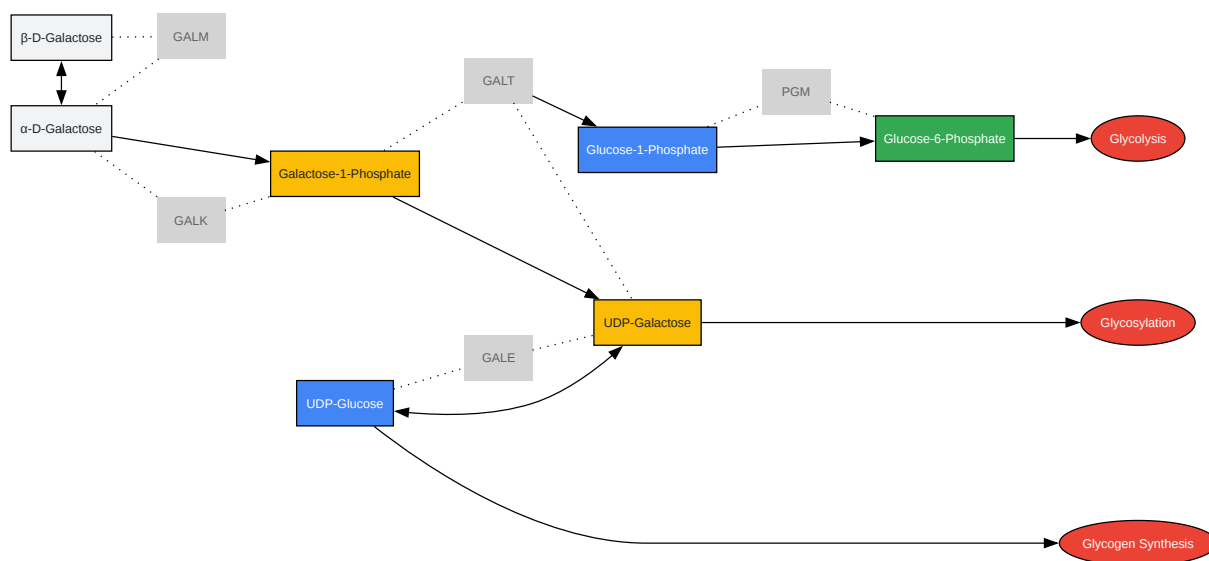 β-D-Galactose
GALM
α-D-Galactose
GALT
PGM
Glucose-1-Phosphate
Glucose-6-Phosphate
Glycolysis
Galactose-1-Phosphate
GALK
UDP-Galactose
Glycosylation
GALE
UDP-Glucose
Glycogen Synthesis